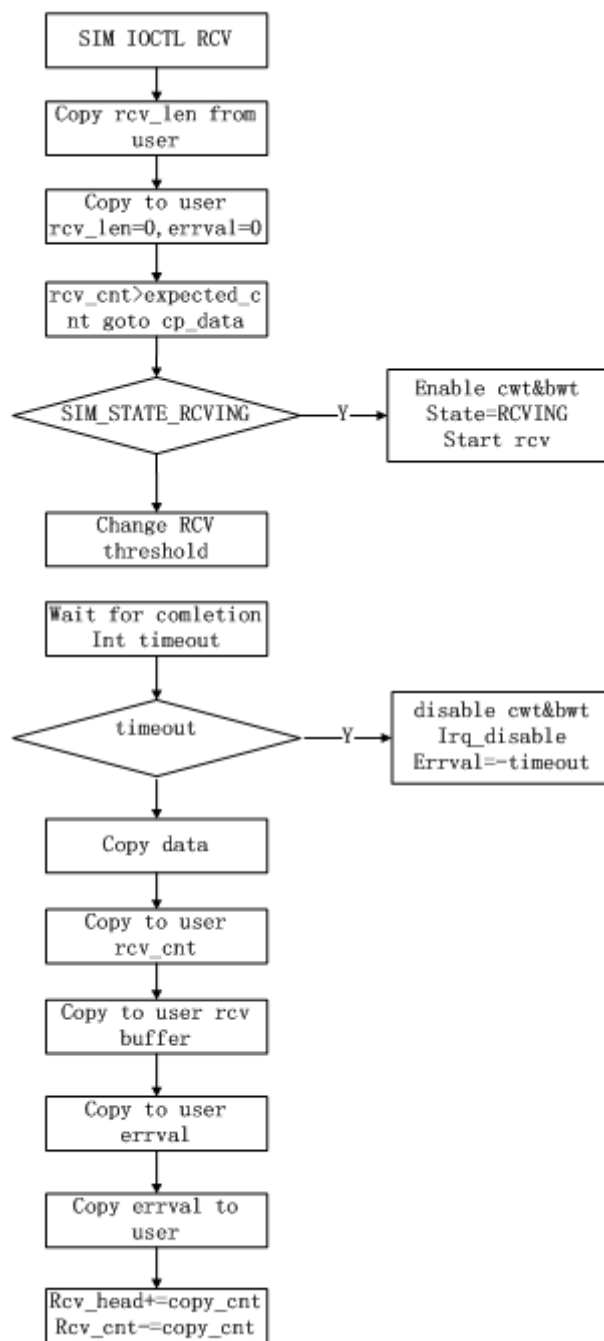 SIM IOCTL RCV
Copy rcv_len from
user
Copy to user
rcv_len=0,errval=0
rcv_cnt>expected_c
nt goto cp_data
SIM_STATE_RCVING
Y
Enable cwt&bwt
State=RCVING
Start rcv
Change RCV
threshold
Wait for comletion
Int timeout
timeout
Y
disable cwt&bwt
Irq_disable
Errval=-timeout
Copy data
Copy to user
rcv_cnt
Copy to user rcv
buffer
Copy to user
errval
Copy errval to
user
Rcv_head+=copy_cnt
Rcv_cnt-=copy_cnt